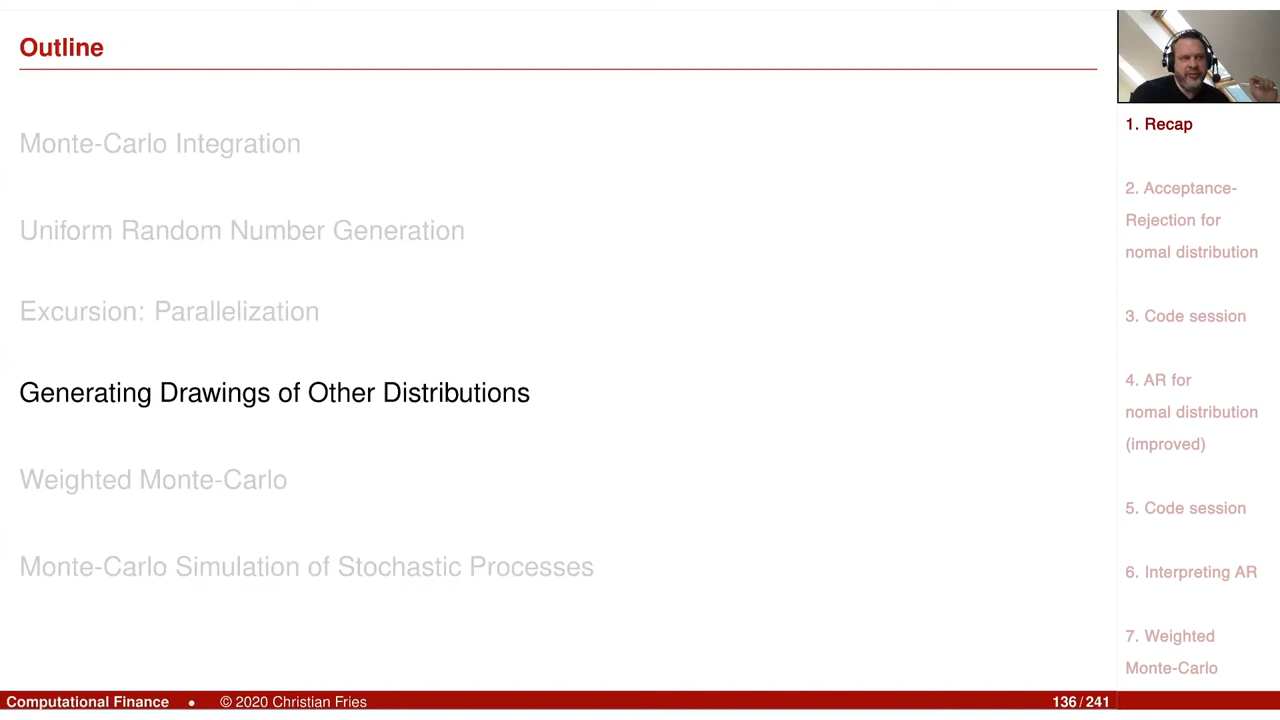 Outline
Monte-Carlo Integration
Uniform Random Number Generation
Excursion: Parallelization
Generating Drawings of Other Distributions
Weighted Monte-Carlo
Monte-Carlo Simulation of Stochastic Processes
1. Recap
2. Acceptance-
Rejection for
nomal distribution
3. Code session
4. AR for
nomal distribution
(improved)
5. Code session
6. Interpreting AR
7. Weighted
Monte-Carlo
Computational Finance • © 2020 Christian Fries 136 / 241